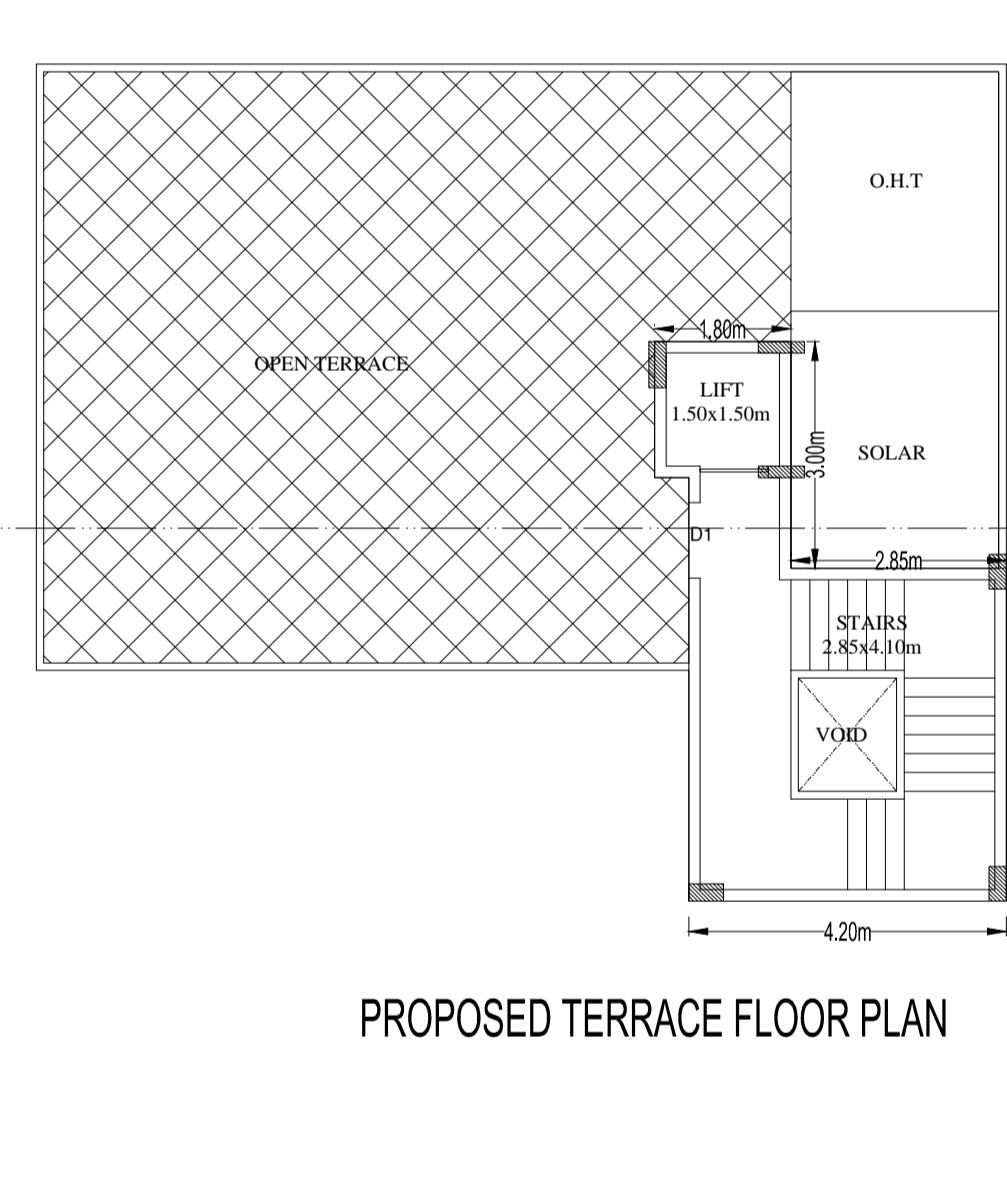 O.H.T
1.80m
OPEN TERRACE
LIFT
1.50x1.50m
3.00m
SOLAR
D1
2.85m
STAIRS
2.85x4.10m
VOID
4.20m
PROPOSED TERRACE FLOOR PLAN